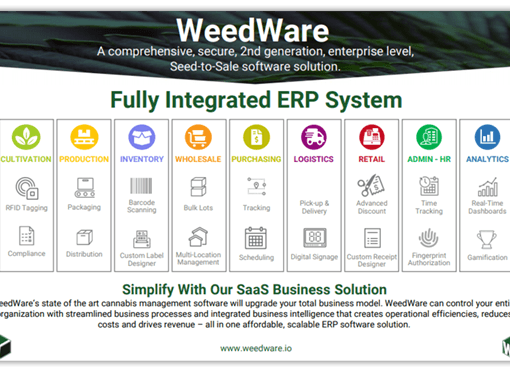 WeedWare
A comprehensive, secure, 2nd generation, enterprise level,
Seed-to-Sale software solution.
Fully Integrated ERP System
CULTIVATION PRODUCTION INVENTORY WHOLESALE PURCHASING LOGISTICS RETAIL ADMIN - HR ANALYTICS
RFID Tagging Packaging Barcode Scanning Bulk Lots Tracking Pick-up & Delivery Advanced Discount Time Tracking Real-Time Dashboards
Compliance Distribution Custom Label Designer Multi-Location Management Scheduling Digital Signage Custom Receipt Designer Fingerprint Authorization Gamification
Simplify With Our SaaS Business Solution
eedWare's state of the art cannabis management software will upgrade your total business model. WeedWare can control your enti
organization with streamlined business processes and integrated business intelligence that creates operational efficiencies, reduces
costs and drives revenue – all in one affordable, scalable ERP software solution.
www.weedware.io